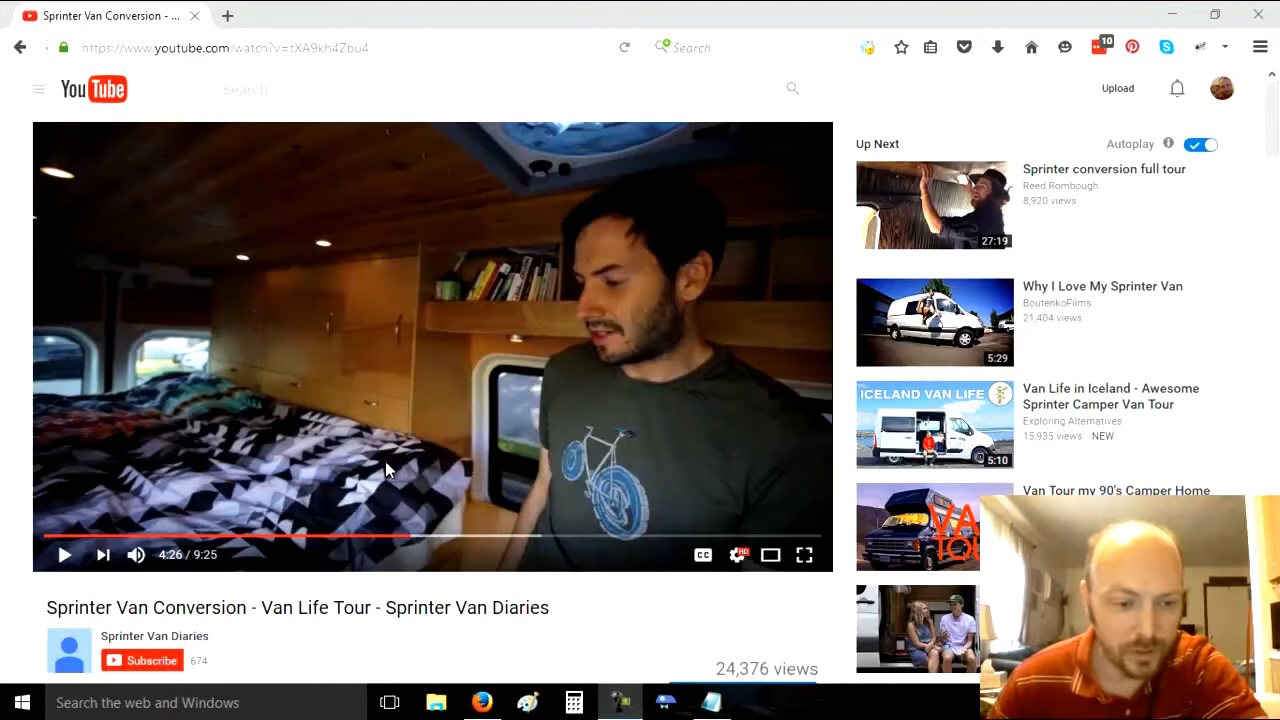 Sprinter Van Conversion - ...
https://www.youtube.com/watch?v=tXA9kh4Zbu4
Search
10
YouTube
Search
Upload
Up Next
Autoplay
Sprinter conversion full tour
Reed Rombough
8,920 views
27:19
Why I Love My Sprinter Van
BoutenkoFilms
21,404 views
5:29
ICELAND VAN LIFE
Van Life in Iceland - Awesome
Sprinter Camper Van Tour
Exploring Alternatives
15,935 views NEW
5:10
Van Tour my 90's Camper Home
4:26 / 9:25
CC
HD
Sprinter Van Conversion - Van Life Tour - Sprinter Van Diaries
Sprinter Van Diaries
Subscribe 674
24,376 views
Search the web and Windows